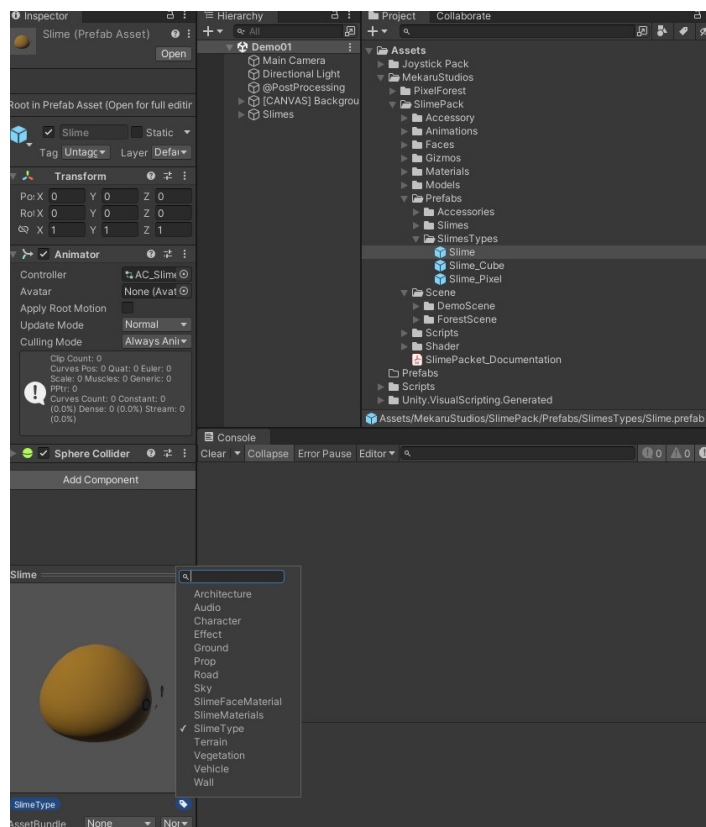 Inspector
Slime (Prefab Asset)
Open
Root in Prefab Asset (Open for full editin
Slime
Static
Tag Untagg
Layer Defau
Transform
X 0 Y 0 Z 0
X 0 Y 0 Z 0
X 1 Y 1 Z 1
Animator
Controller
AC_Slime
Avatar
None (Avat
Apply Root Motion
Update Mode
Normal
Culling Mode
Always Anim
Clip Count: 0
Curves Pos: 0 Quat: 0 Euler: 0
Scale: 0 Muscles: 0 Generic: 0
PPtr: 0
Curves Count: 0 Constant: 0
(0.0%) Dense: 0 (0.0%) Stream: 0
(0.0%)
Sphere Collider
Add Component
Slime
SlimeType
AssetBundle
None
Hierarchy
All
Demo01
Main Camera
Directional Light
@PostProcessing
[CANVAS] Backgrou
Slimes
Project
Collaborate
Assets
Joystick Pack
MekaruStudios
PixelForest
SlimePack
Accessory
Animations
Faces
Gizmos
Materials
Models
Prefabs
Accessories
Slimes
SlimesTypes
Slime
Slime_Cube
Slime_Pixel
Scene
DemoScene
ForestScene
Scripts
Shader
SlimePacket_Documentation
Prefabs
Scripts
Unity.VisualScripting.Generated
Assets/MekaruStudios/SlimePack/Prefabs/SlimesTypes/Slime.prefab
Console
Clear Collapse Error Pause Editor
0 0
Architecture
Audio
Character
Effect
Ground
Prop
Road
Sky
SlimeFaceMaterial
SlimeMaterials
SlimeType
Terrain
Vegetation
Vehicle
Wall